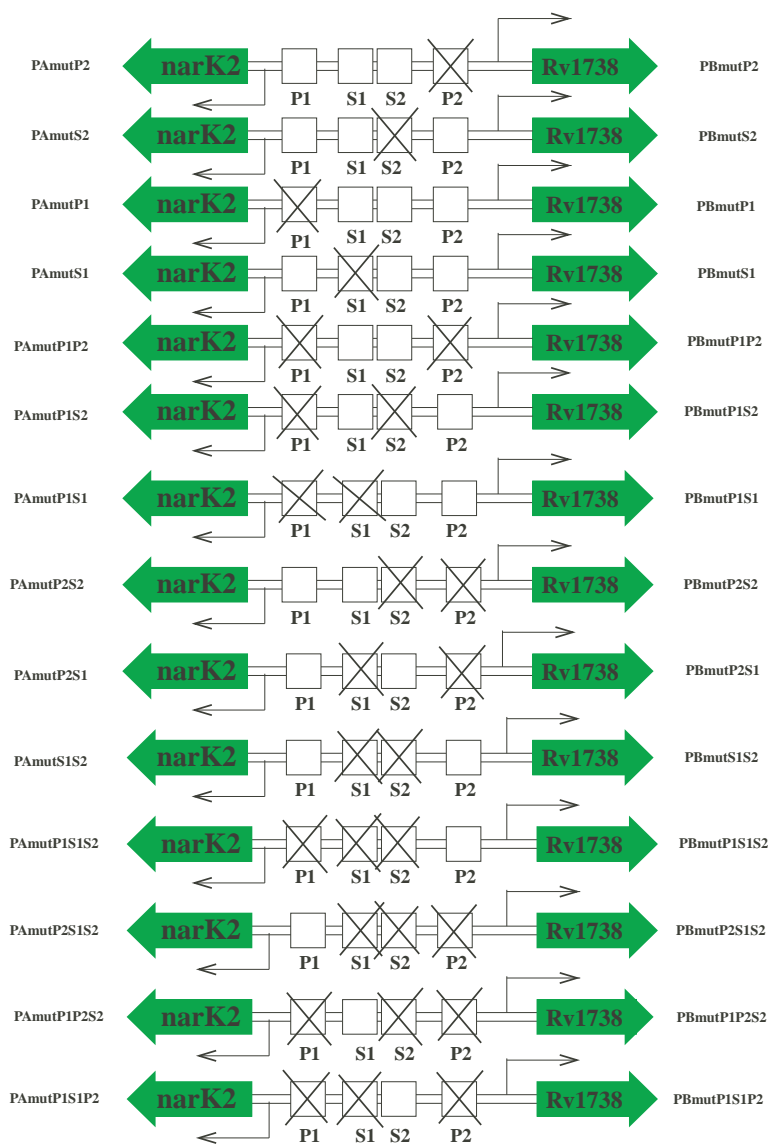 PAmutP2 narK2 P1 S1 S2 P2 Rv1738 PBmutP2
PAmutS2 narK2 P1 S1 S2 P2 Rv1738 PBmutS2
PAmutP1 narK2 P1 S1 S2 P2 Rv1738 PBmutP1
PAmutS1 narK2 P1 S1 S2 P2 Rv1738 PBmutS1
PAmutP1P2 narK2 P1 S1 S2 P2 Rv1738 PBmutP1P2
PAmutP1S2 narK2 P1 S1 S2 P2 Rv1738 PBmutP1S2
PAmutP1S1 narK2 P1 S1 S2 P2 Rv1738 PBmutP1S1
PAmutP2S2 narK2 P1 S1 S2 P2 Rv1738 PBmutP2S2
PAmutP2S1 narK2 P1 S1 S2 P2 Rv1738 PBmutP2S1
PAmutS1S2 narK2 P1 S1 S2 P2 Rv1738 PBmutS1S2
PAmutP1S1S2 narK2 P1 S1 S2 P2 Rv1738 PBmutP1S1S2
PAmutP2S1S2 narK2 P1 S1 S2 P2 Rv1738 PBmutP2S1S2
PAmutP1P2S2 narK2 P1 S1 S2 P2 Rv1738 PBmutP1P2S2
PAmutP1S1P2 narK2 P1 S1 S2 P2 Rv1738 PBmutP1S1P2